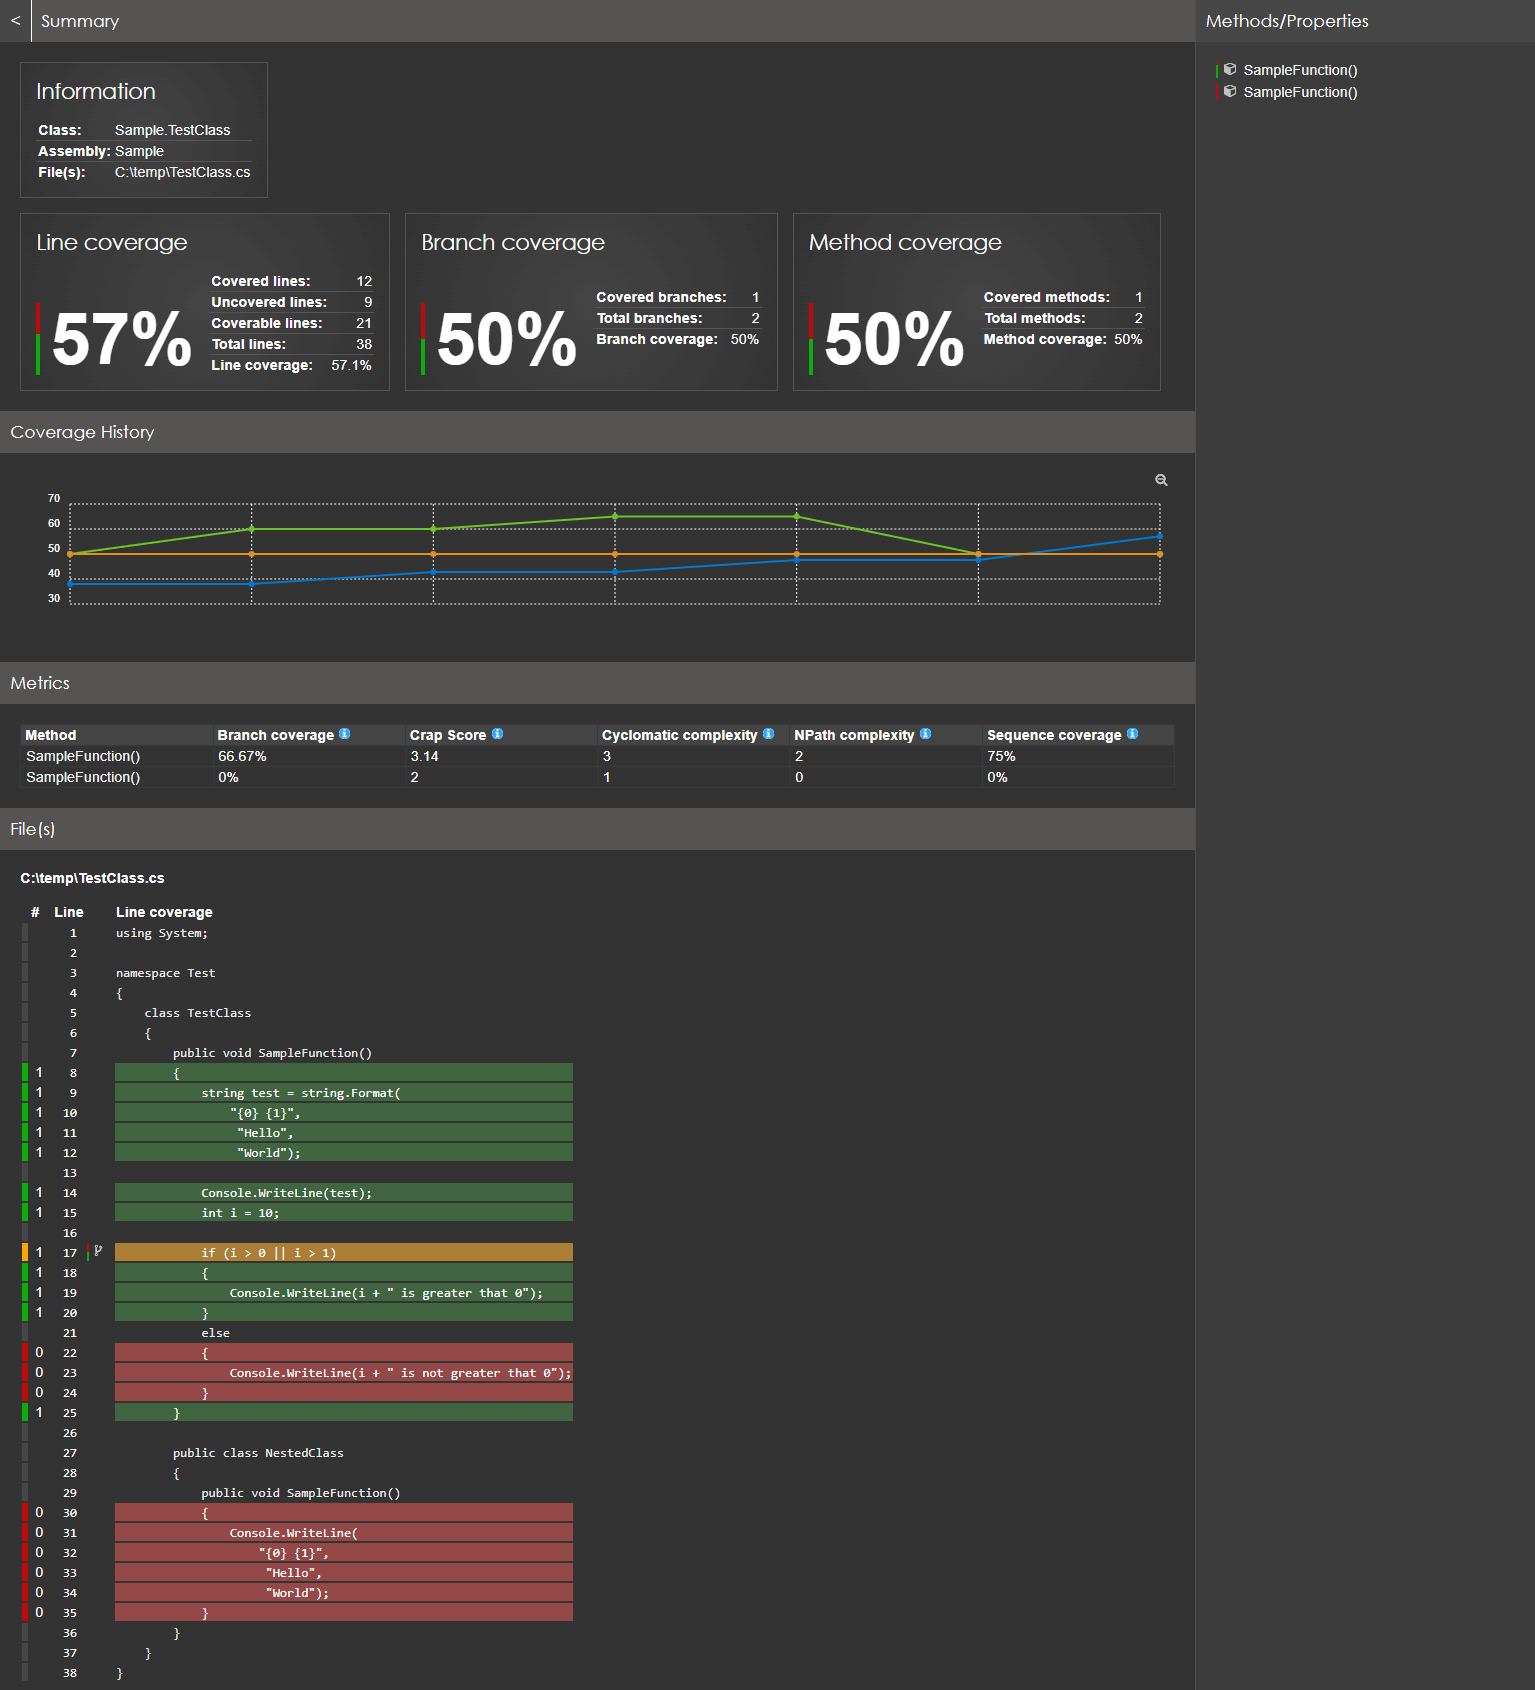 < Summary
Information
Class: Sample.TestClass
Assembly: Sample
File(s): C:\temp\TestClass.cs
Line coverage
57%
Covered lines: 12
Uncovered lines: 9
Coverable lines: 21
Total lines: 38
Line coverage: 57.1%
Branch coverage
50%
Covered branches: 1
Total branches: 2
Branch coverage: 50%
Method coverage
50%
Covered methods: 1
Total methods: 2
Method coverage: 50%
Coverage History
70
60
50
40
30
Metrics
Method Branch coverage Crap Score Cyclomatic complexity NPath complexity Sequence coverage
SampleFunction() 66.67% 3.14 3 2 75%
SampleFunction() 0% 2 1 0 0%
File(s)
C:\temp\TestClass.cs
# Line Line coverage
1 using System;
2
3 namespace Test
4 {
5 class TestClass
6 {
7 public void SampleFunction()
1 8 {
1 9 string test = string.Format(
1 10 "{0} {1}",
1 11 "Hello",
1 12 "World");
13
1 14 Console.WriteLine(test);
1 15 int i = 10;
16
1 17 if (i > 0 || i > 1)
1 18 {
1 19 Console.WriteLine(i + " is greater that 0");
1 20 }
21 else
0 22 {
0 23 Console.WriteLine(i + " is not greater that 0");
0 24 }
1 25 }
26
27 public class NestedClass
28 {
29 public void SampleFunction()
0 30 {
0 31 Console.WriteLine(
0 32 "{0} {1}",
0 33 "Hello",
0 34 "World");
0 35 }
36 }
37 }
38 }
Methods/Properties
SampleFunction()
SampleFunction()